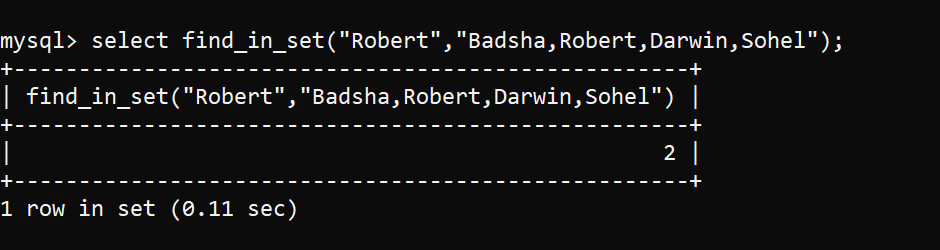 mysql> select find_in_set("Robert","Badsha,Robert,Darwin,Sohel");
+----------------------------------------------------+
| find_in_set("Robert","Badsha,Robert,Darwin,Sohel") |
+----------------------------------------------------+
|                                                  2 |
+----------------------------------------------------+
1 row in set (0.11 sec)